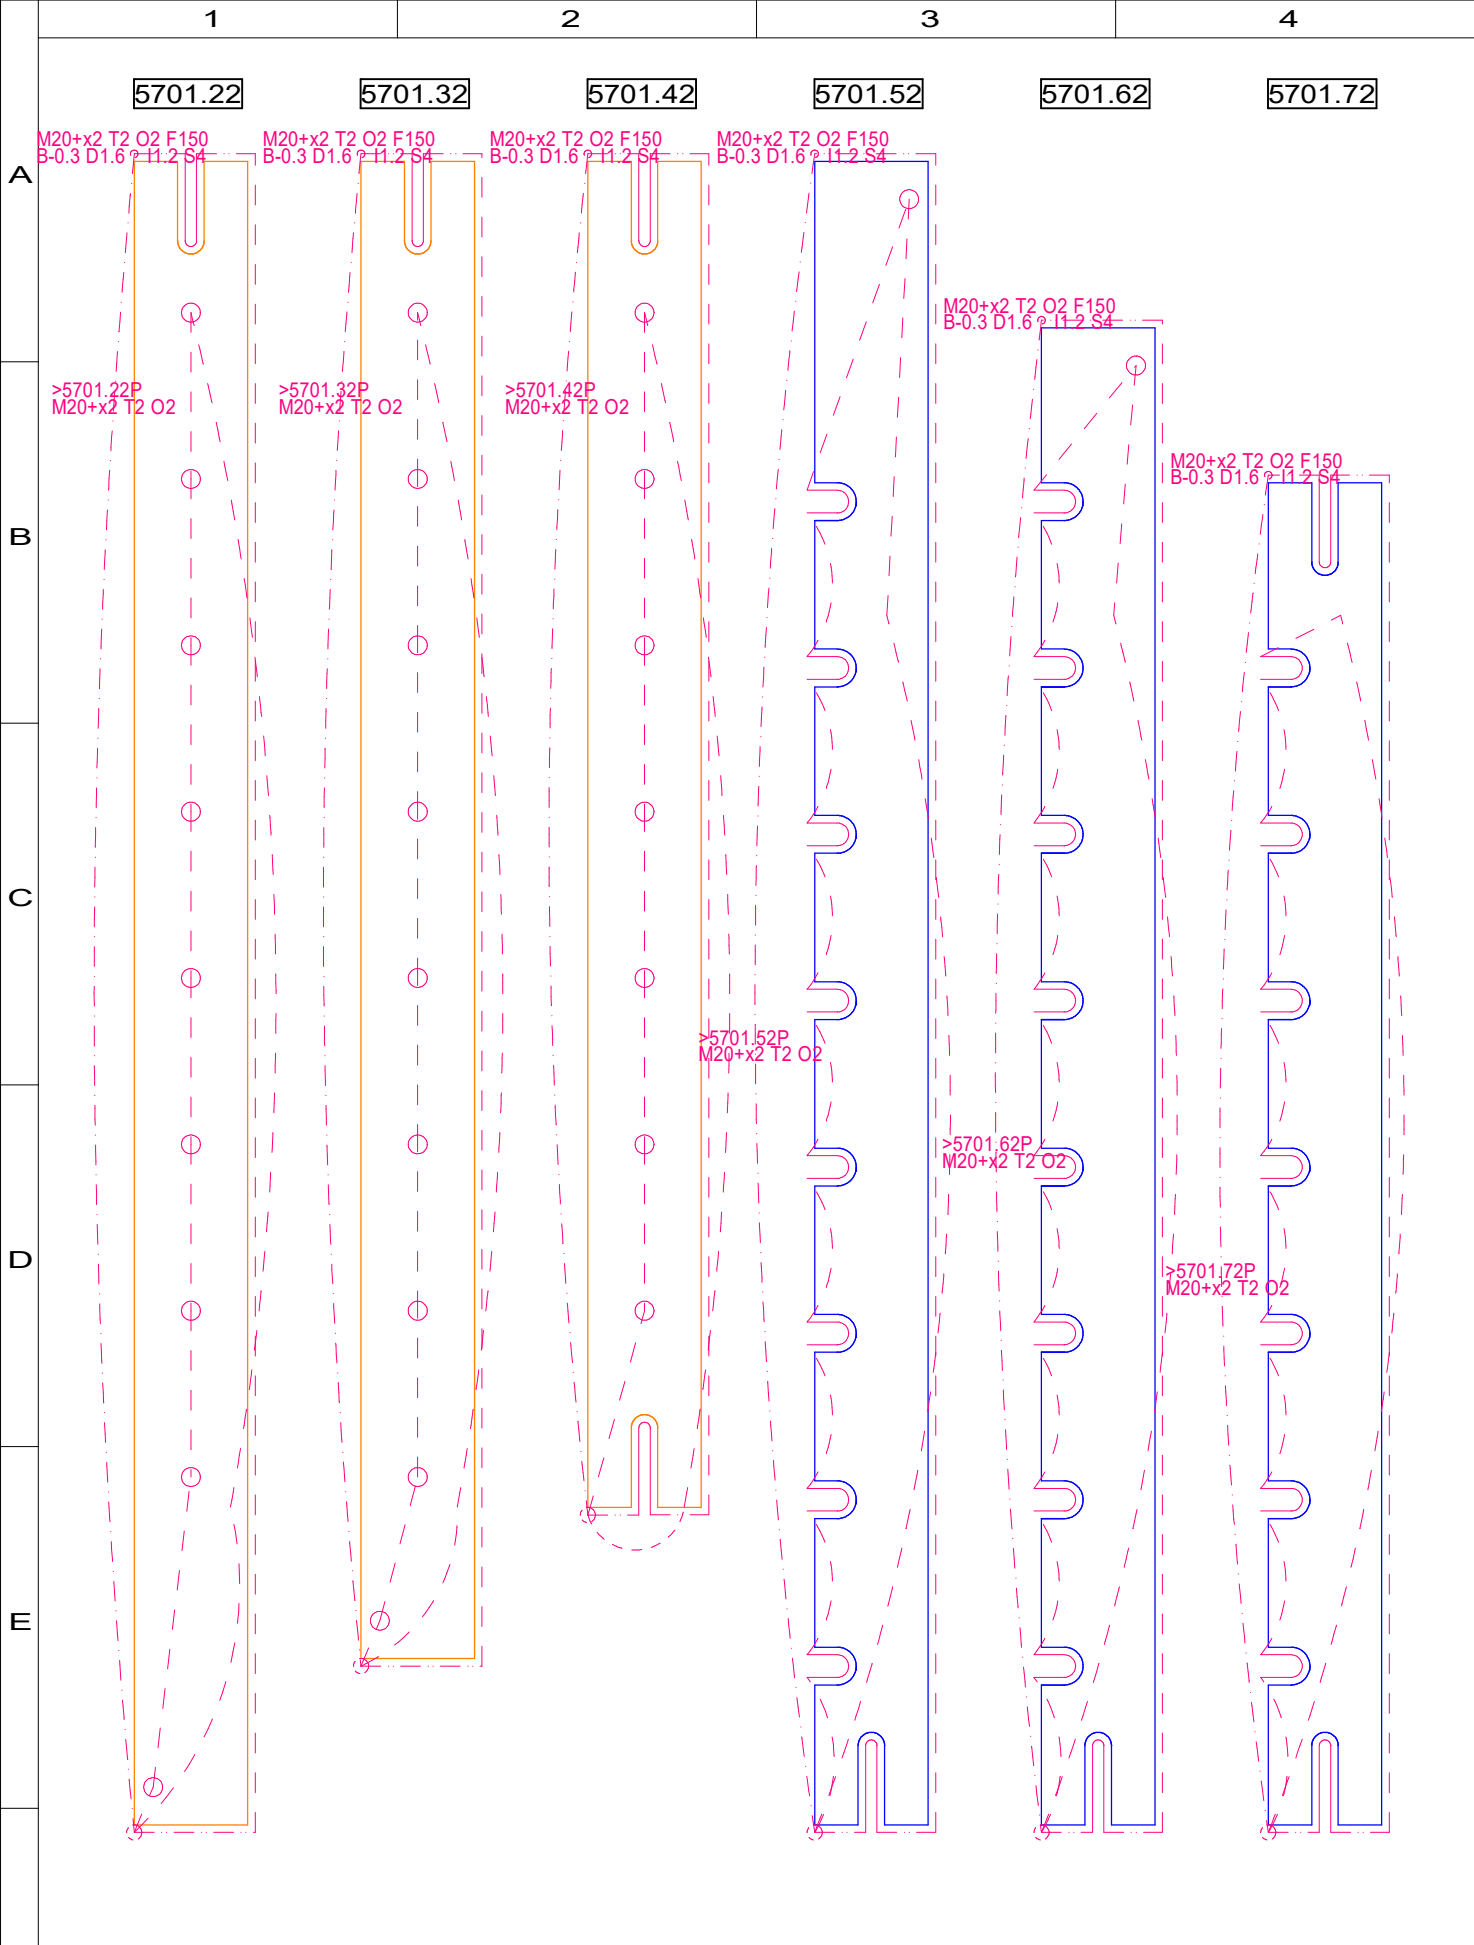 1
2
3
4
5701.22
5701.32
5701.42
5701.52
5701.62
5701.72
M20+x2 T2 O2 F150
B-0.3 D1.6 I1.2 S4
M20+x2 T2 O2 F150
B-0.3 D1.6 I1.2 S4
M20+x2 T2 O2 F150
B-0.3 D1.6 I1.2 S4
M20+x2 T2 O2 F150
B-0.3 D1.6 I1.2 S4
A
M20+x2 T2 O2 F150
B-0.3 D1.6 I1.2 S4
>5701.22P
M20+x2 T2 O2
>5701.32P
M20+x2 T2 O2
>5701.42P
M20+x2 T2 O2
M20+x2 T2 O2 F150
B-0.3 D1.6 I1.2 S4
B
C
>5701.52P
M20+x2 T2 O2
>5701.62P
M20+x2 T2 O2
D
>5701.72P
M20+x2 T2 O2
E